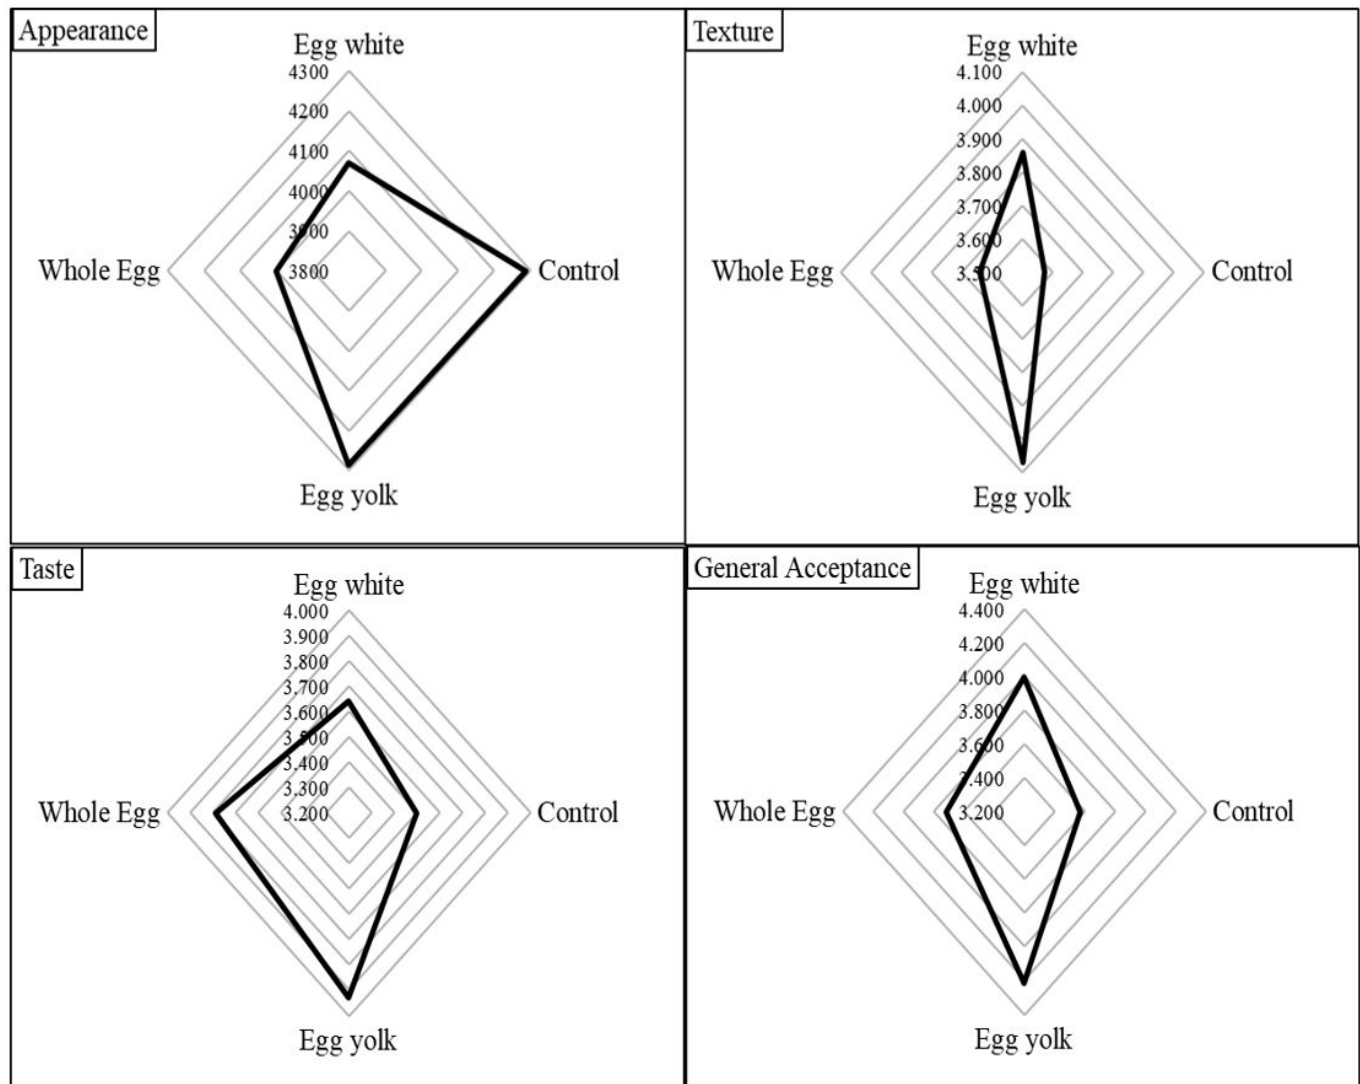 Appearance
Egg white
4300
4200
4100
4000
3900
3800
Whole Egg
Control
Egg yolk
Texture
Egg white
4.100
4.000
3.900
3.800
3.700
3.600
3.500
Whole Egg
Control
Egg yolk
Taste
Egg white
4.000
3.900
3.800
3.700
3.600
3.500
3.400
3.300
3.200
Whole Egg
Control
Egg yolk
General Acceptance
Egg white
4.400
4.200
4.000
3.800
3.600
3.400
3.200
Whole Egg
Control
Egg yolk